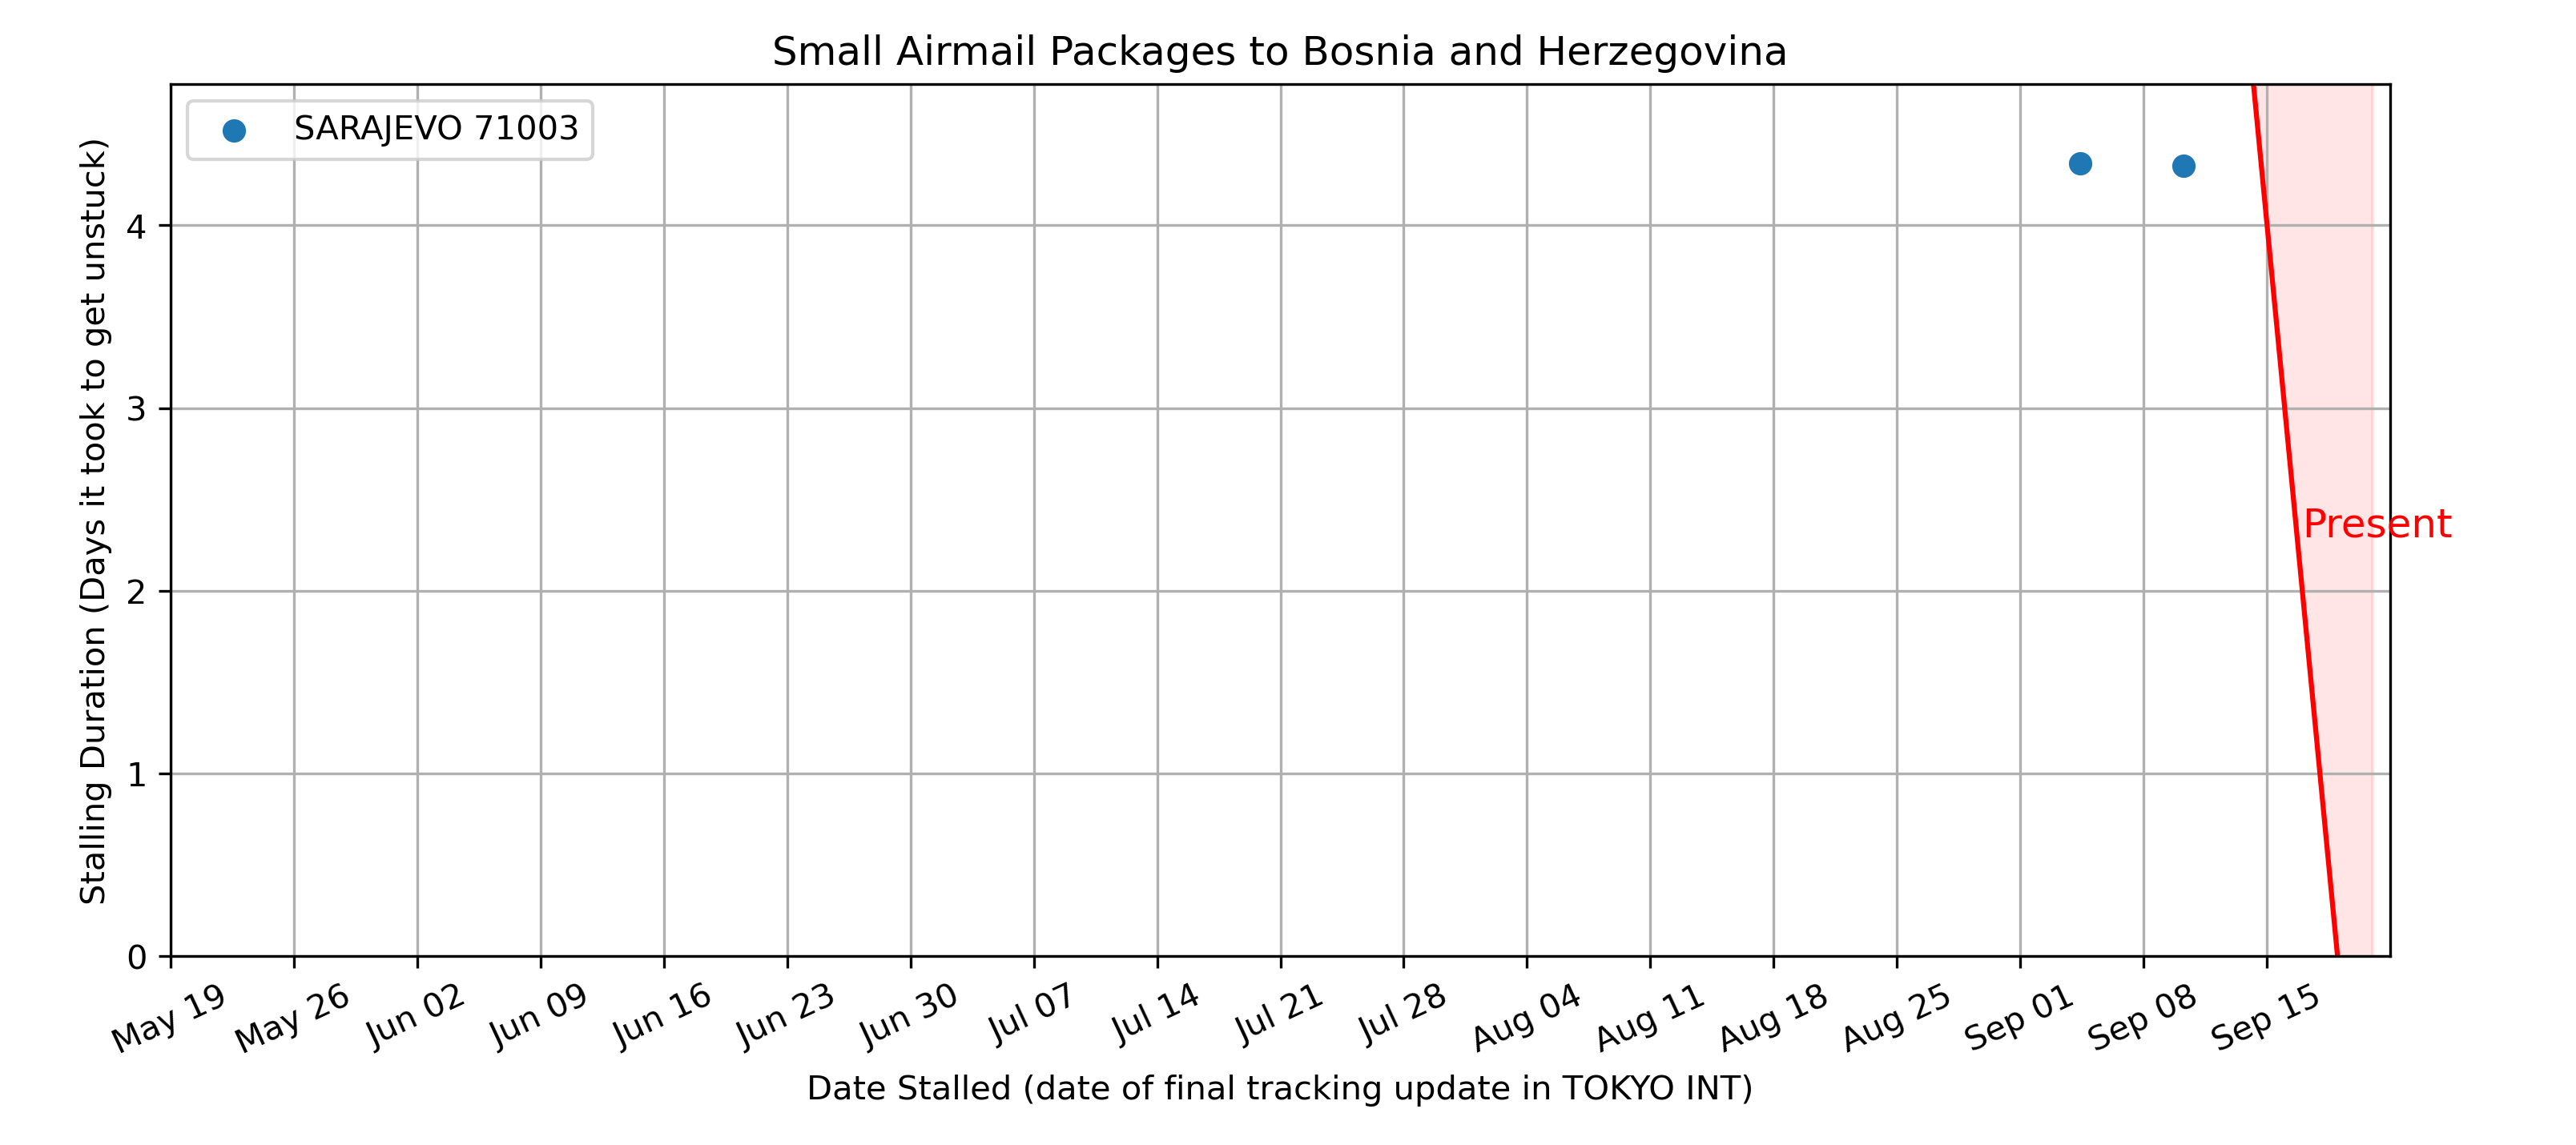 Small Airmail Packages to Bosnia and Herzegovina
SARAJEVO 71003
Stalling Duration (Days it took to get unstuck)
4
3
2
1
0
Present
May 19
May 26
Jun 02
Jun 09
Jun 16
Jun 23
Jun 30
Jul 07
Jul 14
Jul 21
Jul 28
Aug 04
Aug 11
Aug 18
Aug 25
Sep 01
Sep 08
Sep 15
Date Stalled (date of final tracking update in TOKYO INT)